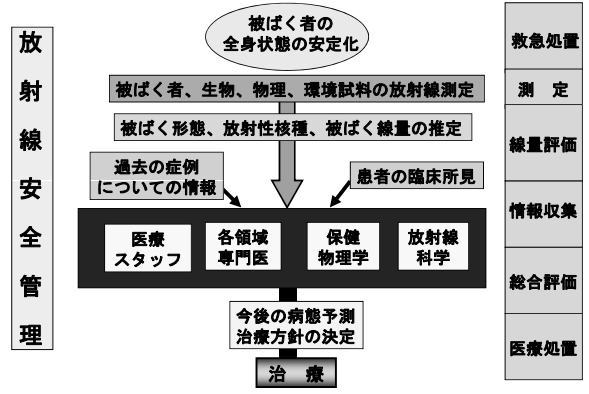 放射線安全管理
被ばく者の
全身状態の安定化
被ばく者、生物、物理、環境試料の放射線測定
被ばく形態、放射性核種、被ばく線量の推定
過去の症例
についての情報
患者の臨床所見
医療
スタッフ
各領域
専門医
保健
物理学
放射線
科学
今後の病態予測
治療方針の決定
治　療
救急処置
測　定
線量評価
情報収集
総合評価
医療処置